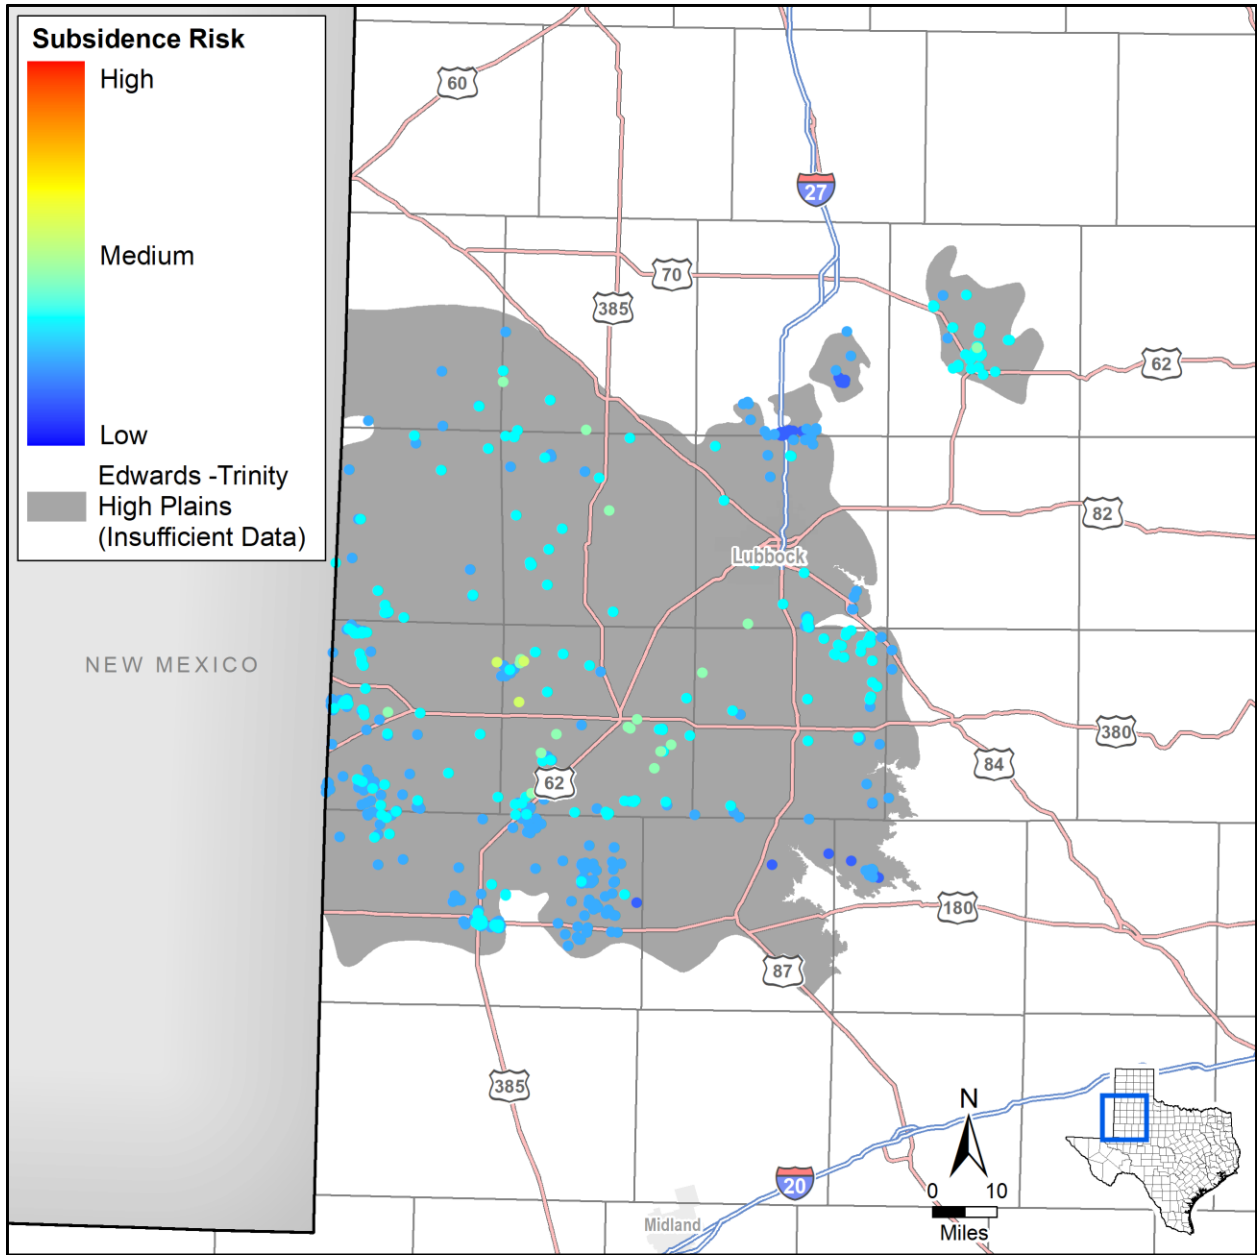 Subsidence Risk
High
Medium
Low
Edwards -Trinity
High Plains
(Insufficient Data)
60
27
70
385
62
82
Lubbock
NEW MEXICO
380
84
62
180
87
385
N
20
0 10
Miles
Midland